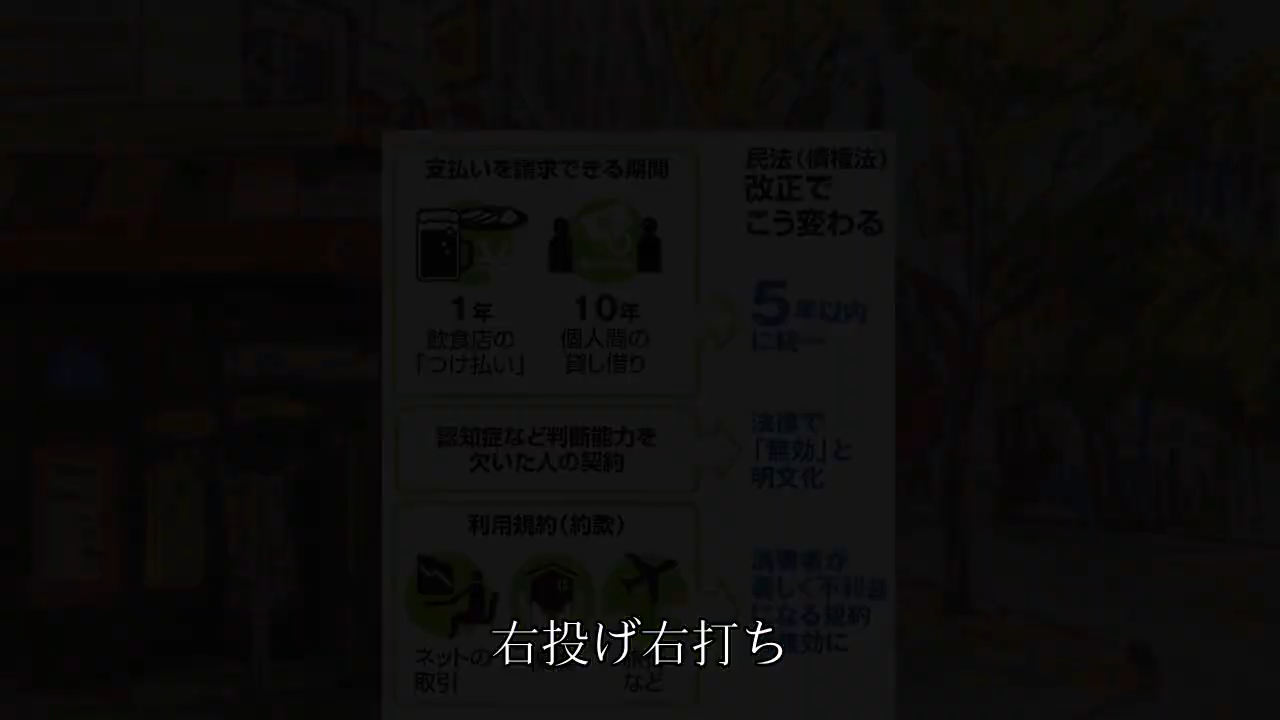 支払いを請求できる期間
1年
飲食店の
「つけ払い」
10年
個人間の
貸し借り
民法（債権法）
改正で
こう変わる
5年以内
に統一
認知症など判断能力を
欠いた人の契約
法律で
「無効」と
明文化
利用規約（約款）
ネットの
取引
など
消費者が
著しく不利益
になる規約
無効に
右投げ右打ち